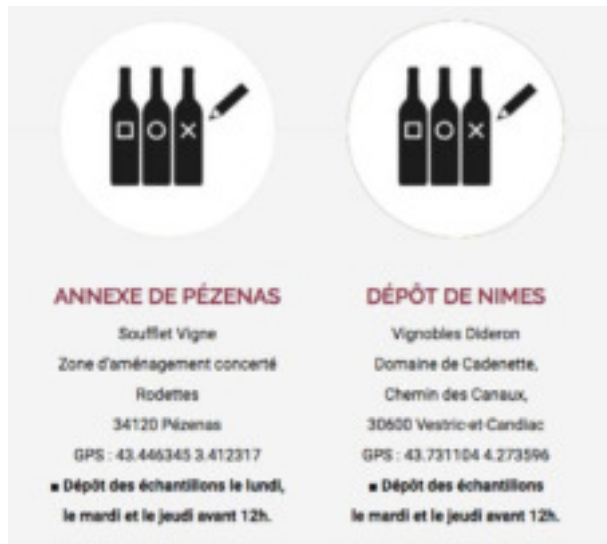 ANNEXE DE PÉZENAS
Soufflet Vigne
Zone d'aménagement concerté
Rodettes
34120 Pézenas
GPS : 43.446345 3.412317
▪ Dépôt des échantillons le lundi,
le mardi et le jeudi avant 12h.
DÉPÔT DE NIMES
Vignobles Dideron
Domaine de Cadenette,
Chemin des Canaux,
30600 Vestric-et-Candiac
GPS : 43.731104 4.273596
▪ Dépôt des échantillons
le mardi et le jeudi avant 12h.